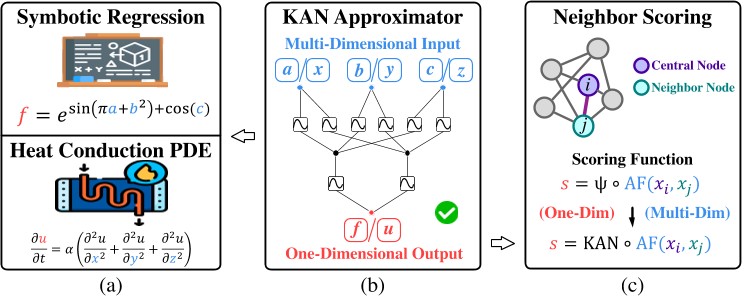 Symbotic Regression
X+Y
f = e^{sin(πa+b²)+cos(c)}
Heat Conduction PDE
∂u/∂t = α(∂²u/∂x² + ∂²u/∂y² + ∂²u/∂z²)
(a)
KAN Approximator
Multi-Dimensional Input
a/x b/y c/z
f/u
One-Dimensional Output
(b)
Neighbor Scoring
i
j
Central Node
Neighbor Node
Scoring Function
s = ψ ∘ AF(x_i, x_j)
(One-Dim) (Multi-Dim)
s = KAN ∘ AF(x_i, x_j)
(c)